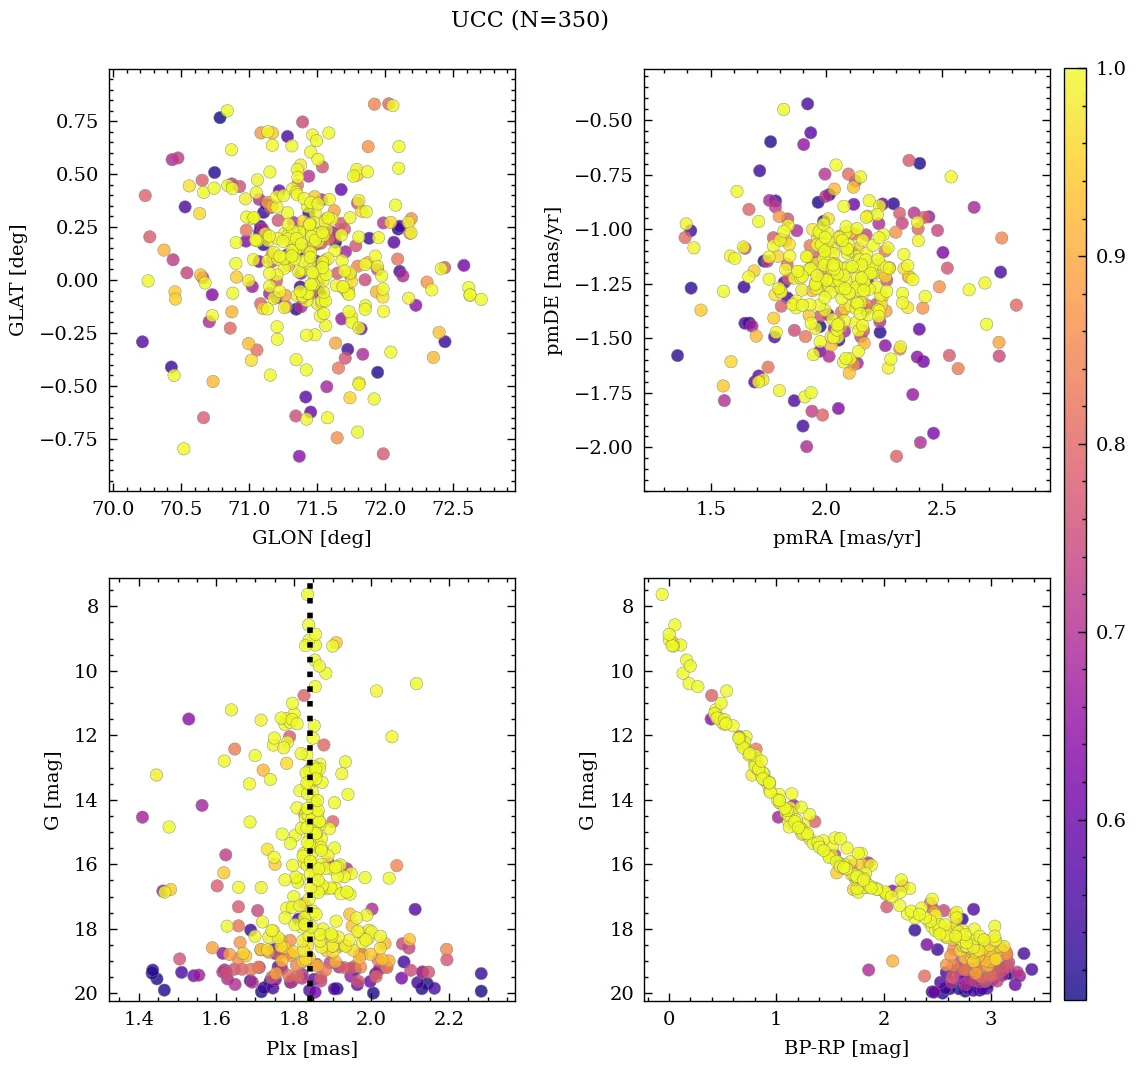 UCC (N=350)
0.75
0.50
0.25
0.00
−0.25
−0.50
−0.75
GLAT [deg]
70.0 70.5 71.0 71.5 72.0 72.5
GLON [deg]
−0.50
−0.75
−1.00
−1.25
−1.50
−1.75
−2.00
pmDE [mas/yr]
1.5 2.0 2.5
pmRA [mas/yr]
1.0
0.9
0.8
0.7
0.6
8
10
12
14
16
18
20
G [mag]
1.4 1.6 1.8 2.0 2.2
Plx [mas]
8
10
12
14
16
18
20
G [mag]
0 1 2 3
BP-RP [mag]